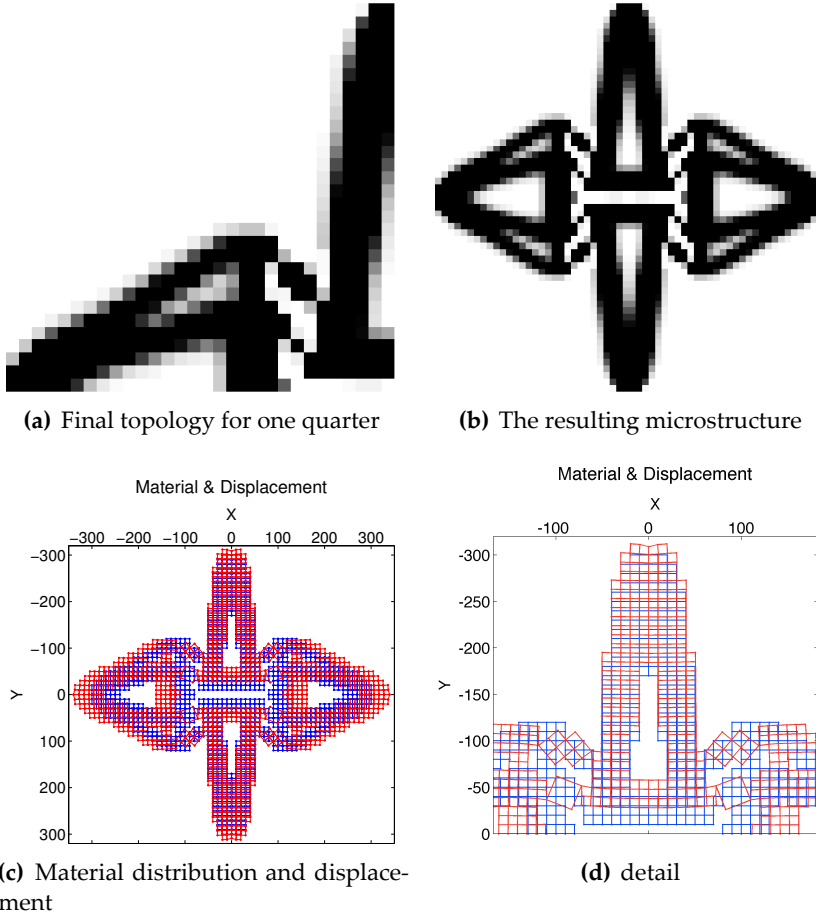 (a) Final topology for one quarter
(b) The resulting microstructure
Material & Displacement
X
−300 −200 −100 0 100 200 300
−300
−200
−100
Y
0
100
200
300
(c) Material distribution and displace-
ment
Material & Displacement
X
-100 0 100
-300
-250
-200
Y
-150
-100
-50
0
(d) detail